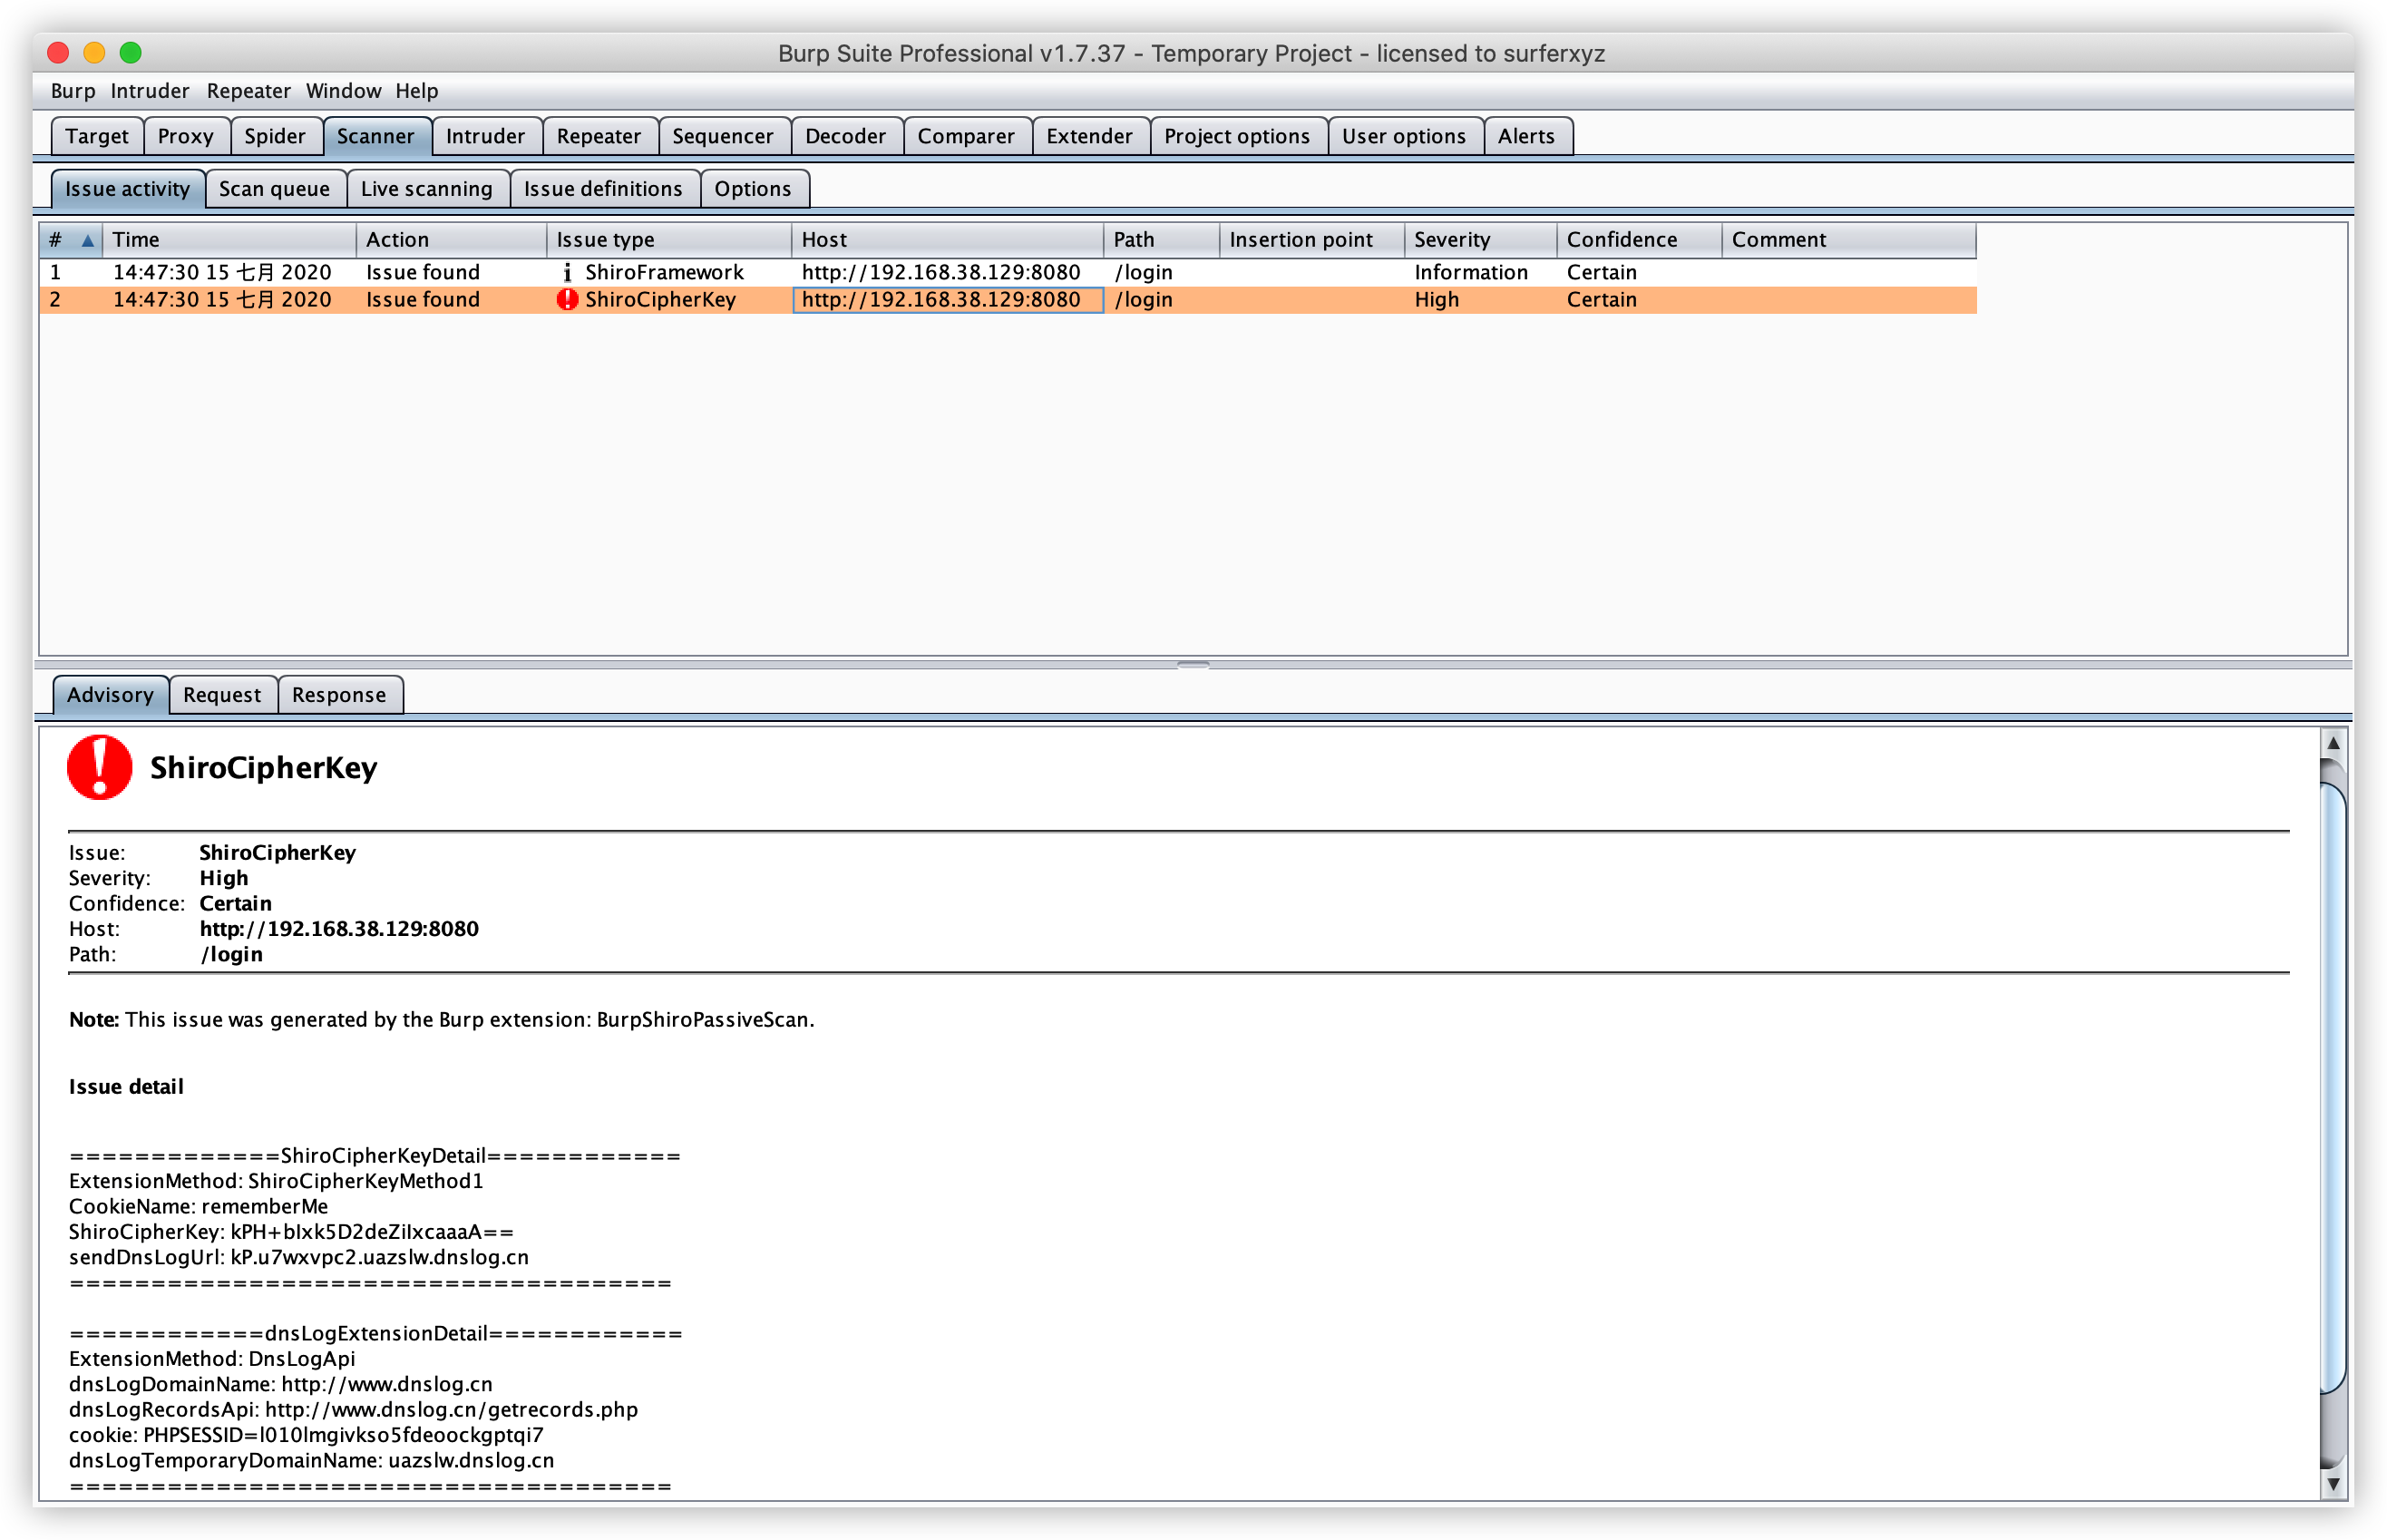 Burp Suite Professional v1.7.37 - Temporary Project - licensed to surferxyz
Burp Intruder Repeater Window Help
Target Proxy Spider Scanner Intruder Repeater Sequencer Decoder Comparer Extender Project options User options Alerts
Issue activity Scan queue Live scanning Issue definitions Options
# Time Action Issue type Host Path Insertion point Severity Confidence Comment
1 14:47:30 15 七月 2020 Issue found ShiroFramework http://192.168.38.129:8080 /login Information Certain
2 14:47:30 15 七月 2020 Issue found ShiroCipherKey http://192.168.38.129:8080 /login High Certain
Advisory Request Response
ShiroCipherKey
Issue: ShiroCipherKey
Severity: High
Confidence: Certain
Host: http://192.168.38.129:8080
Path: /login
Note: This issue was generated by the Burp extension: BurpShiroPassiveScan.
Issue detail
=============ShiroCipherKeyDetail============
ExtensionMethod: ShiroCipherKeyMethod1
CookieName: rememberMe
ShiroCipherKey: kPH+bIxk5D2deZiIxcaaaA==
sendDnsLogUrl: kP.u7wxvpc2.uazslw.dnslog.cn
=====================================
============dnsLogExtensionDetail============
ExtensionMethod: DnsLogApi
dnsLogDomainName: http://www.dnslog.cn
dnsLogRecordsApi: http://www.dnslog.cn/getrecords.php
cookie: PHPSESSID=l010lmgivkso5fdeoockgptqi7
dnsLogTemporaryDomainName: uazslw.dnslog.cn
=====================================